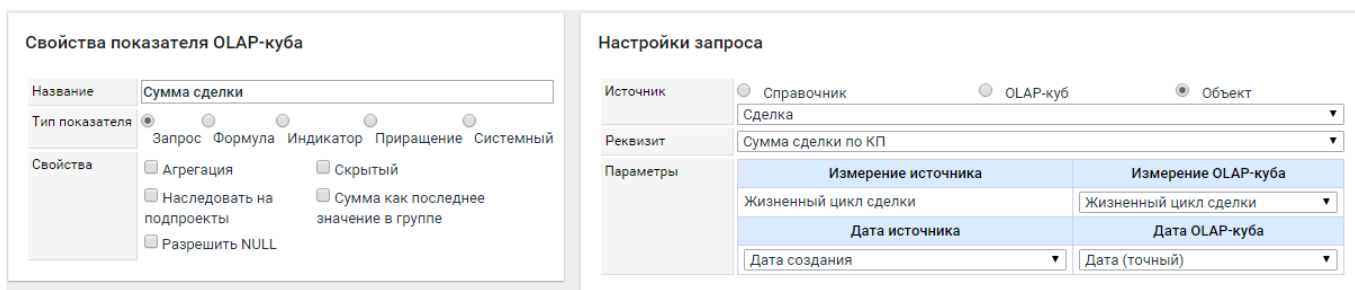 Свойства показателя OLAP-куба
Название
Сумма сделки
Тип показателя
Запрос Формула Индикатор Приращение Системный
Свойства
Агрегация Скрытый
Наследовать на подпроекты
Сумма как последнее значение в группе
Разрешить NULL
Настройки запроса
Источник
Справочник OLAP-куб Объект
Сделка
Реквизит
Сумма сделки по КП
Параметры
Измерение источника Измерение OLAP-куба
Жизненный цикл сделки Жизненный цикл сделки
Дата источника Дата OLAP-куба
Дата создания Дата (точный)